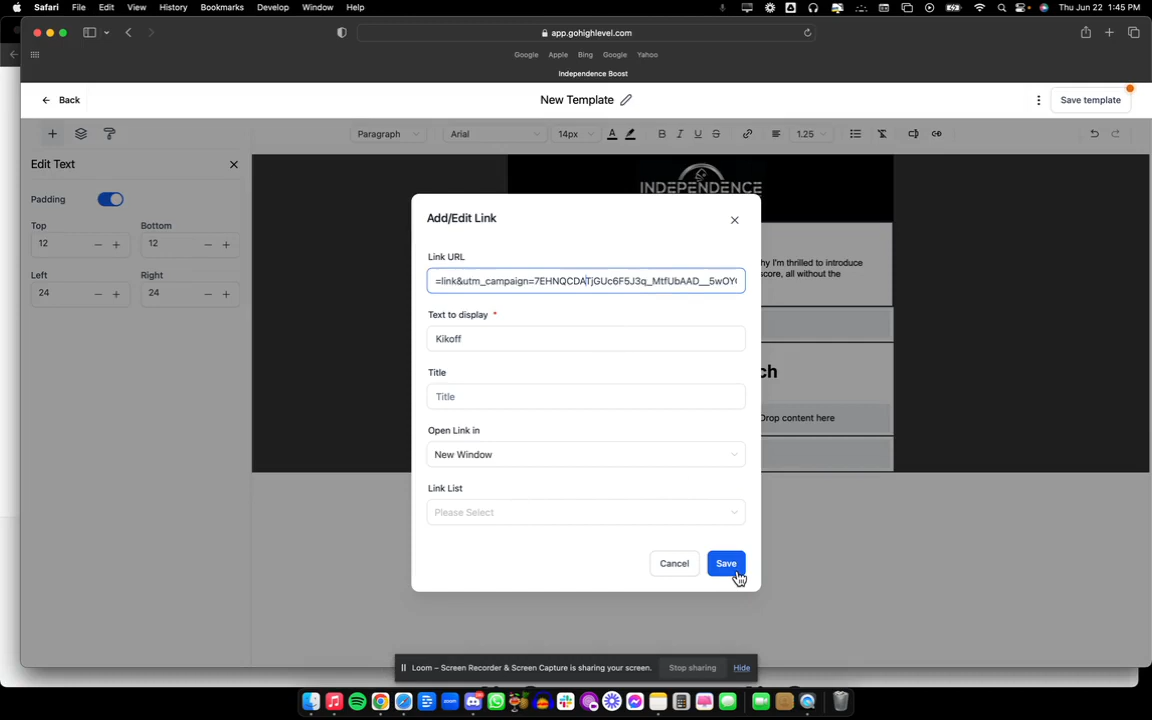 Safari File Edit View History Bookmarks Develop Window Help Thu Jun 22 1:45 PM
app.gohighlevel.com
Google Apple Bing Google Yahoo
Independence Boost
Back New Template Save template
Paragraph Arial 14px A B I U S 1.25
Edit Text
Padding
Top Bottom
12 12
Left Right
24 24
INDEPENDENCE
hy I'm thrilled to introduce
score, all without the
ch
Drop content here
Add/Edit Link
Link URL
=link&utm_campaign=7EHNQCDATjGUc6F5J3q_MtfUbAAD__5wOY
Text to display *
Kikoff
Title
Title
Open Link in
New Window
Link List
Please Select
Cancel Save
Loom – Screen Recorder & Screen Capture is sharing your screen. Stop sharing Hide